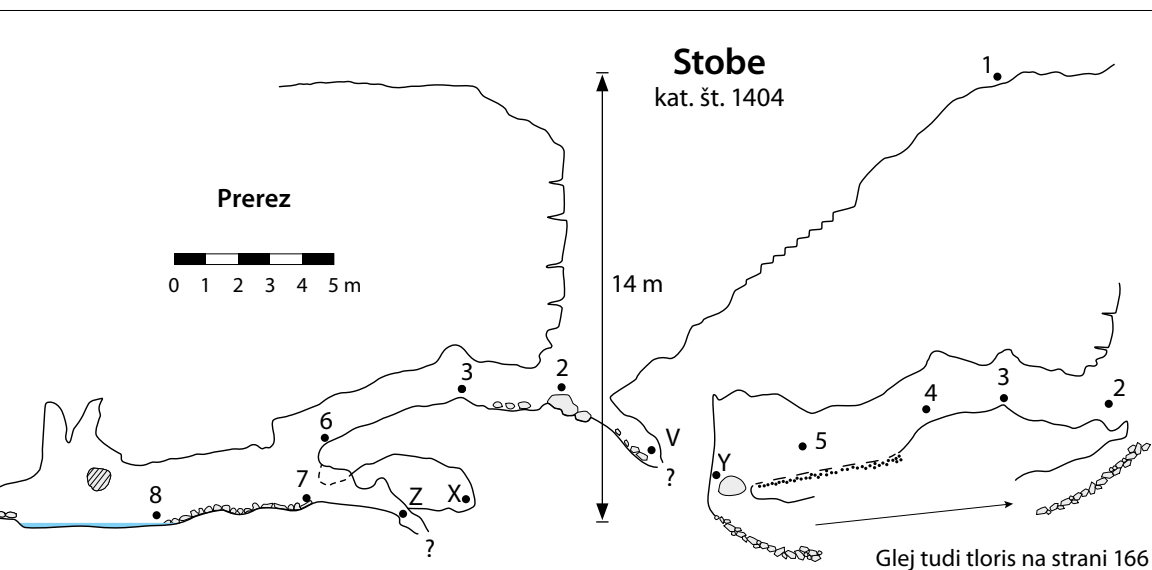 Stobe
kat. št. 1404
1
Prerez
0 1 2 3 4 5 m
14 m
3
2
6
V
?
7
8
Z
X
?
3
4
2
5
Y
Glej tudi tloris na strani 166